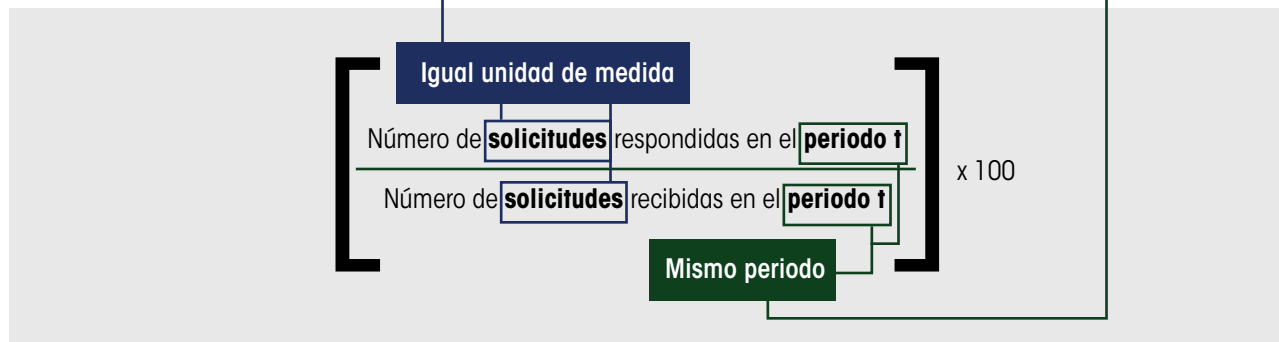 Igual unidad de medida
Número de solicitudes respondidas en el periodo t
x 100
Número de solicitudes recibidas en el periodo t
Mismo periodo